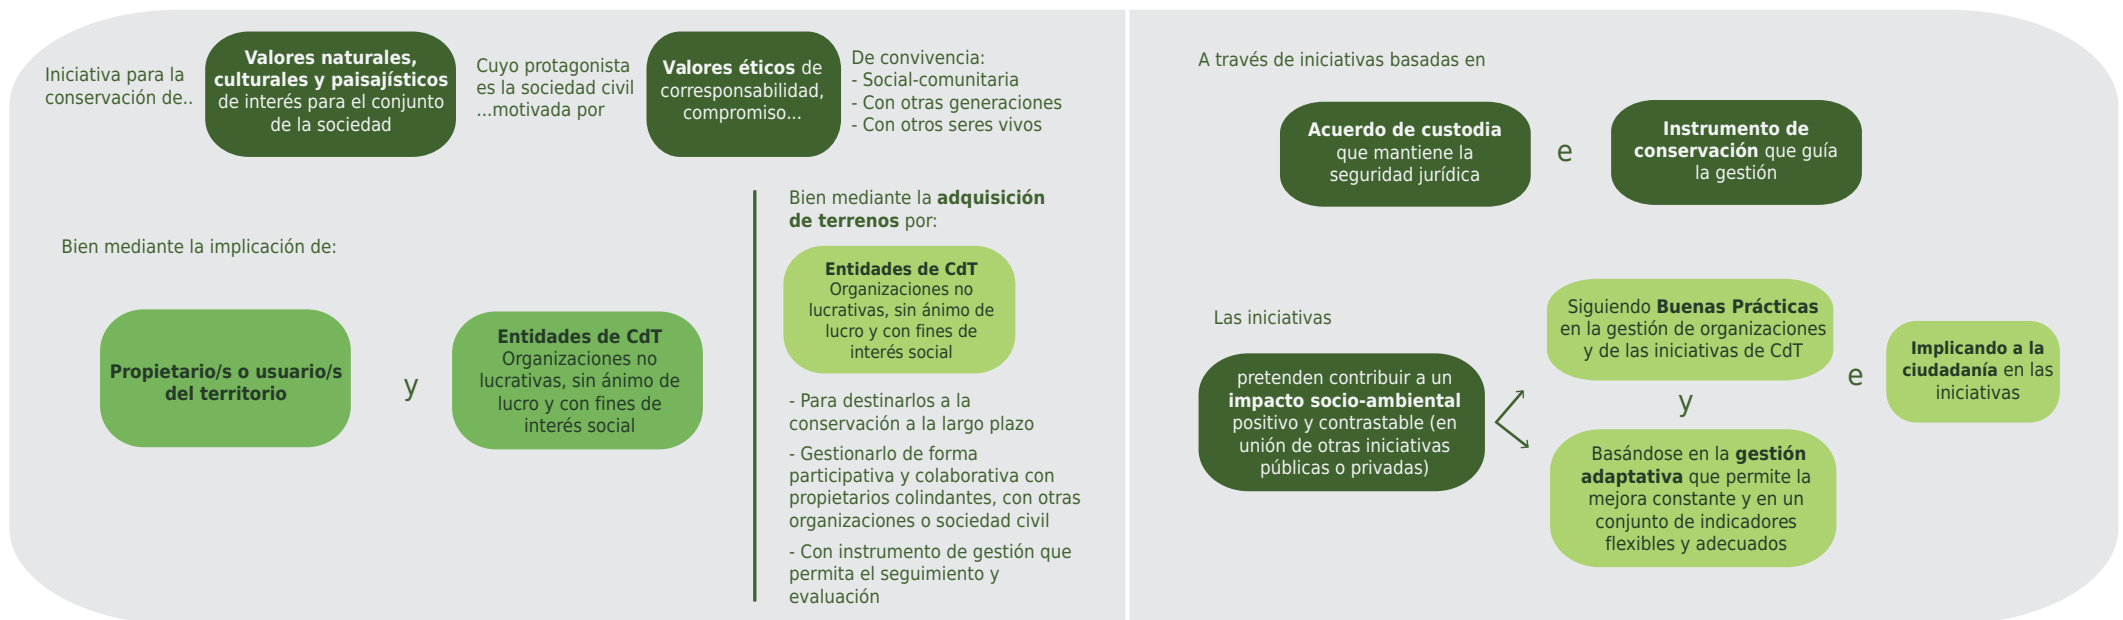 Iniciativa para la
conservación de..
Valores naturales,
culturales y paisajísticos
de interés para el conjunto
de la sociedad
Cuyo protagonista
es la sociedad civil
...motivada por
Valores éticos de
corresponsabilidad,
compromiso...
De convivencia:
- Social-comunitaria
- Con otras generaciones
- Con otros seres vivos
Bien mediante la implicación de:
Propietario/s o usuario/s
del territorio
y
Entidades de CdT
Organizaciones no
lucrativas, sin ánimo de
lucro y con fines de
interés social
Bien mediante la adquisición
de terrenos por:
Entidades de CdT
Organizaciones no
lucrativas, sin ánimo de
lucro y con fines de
interés social
- Para destinarlos a la
conservación a la largo plazo
- Gestionarlo de forma
participativa y colaborativa con
propietarios colindantes, con otras
organizaciones o sociedad civil
- Con instrumento de gestión que
permita el seguimiento y
evaluación
A través de iniciativas basadas en
Acuerdo de custodia
que mantiene la
seguridad jurídica
e
Instrumento de
conservación que guía
la gestión
Las iniciativas
pretenden contribuir a un
impacto socio-ambiental
positivo y contrastable (en
unión de otras iniciativas
públicas o privadas)
Siguiendo Buenas Prácticas
en la gestión de organizaciones
y de las iniciativas de CdT
y
Basándose en la gestión
adaptativa que permite la
mejora constante y en un
conjunto de indicadores
flexibles y adecuados
e
Implicando a la
ciudadanía en las
iniciativas